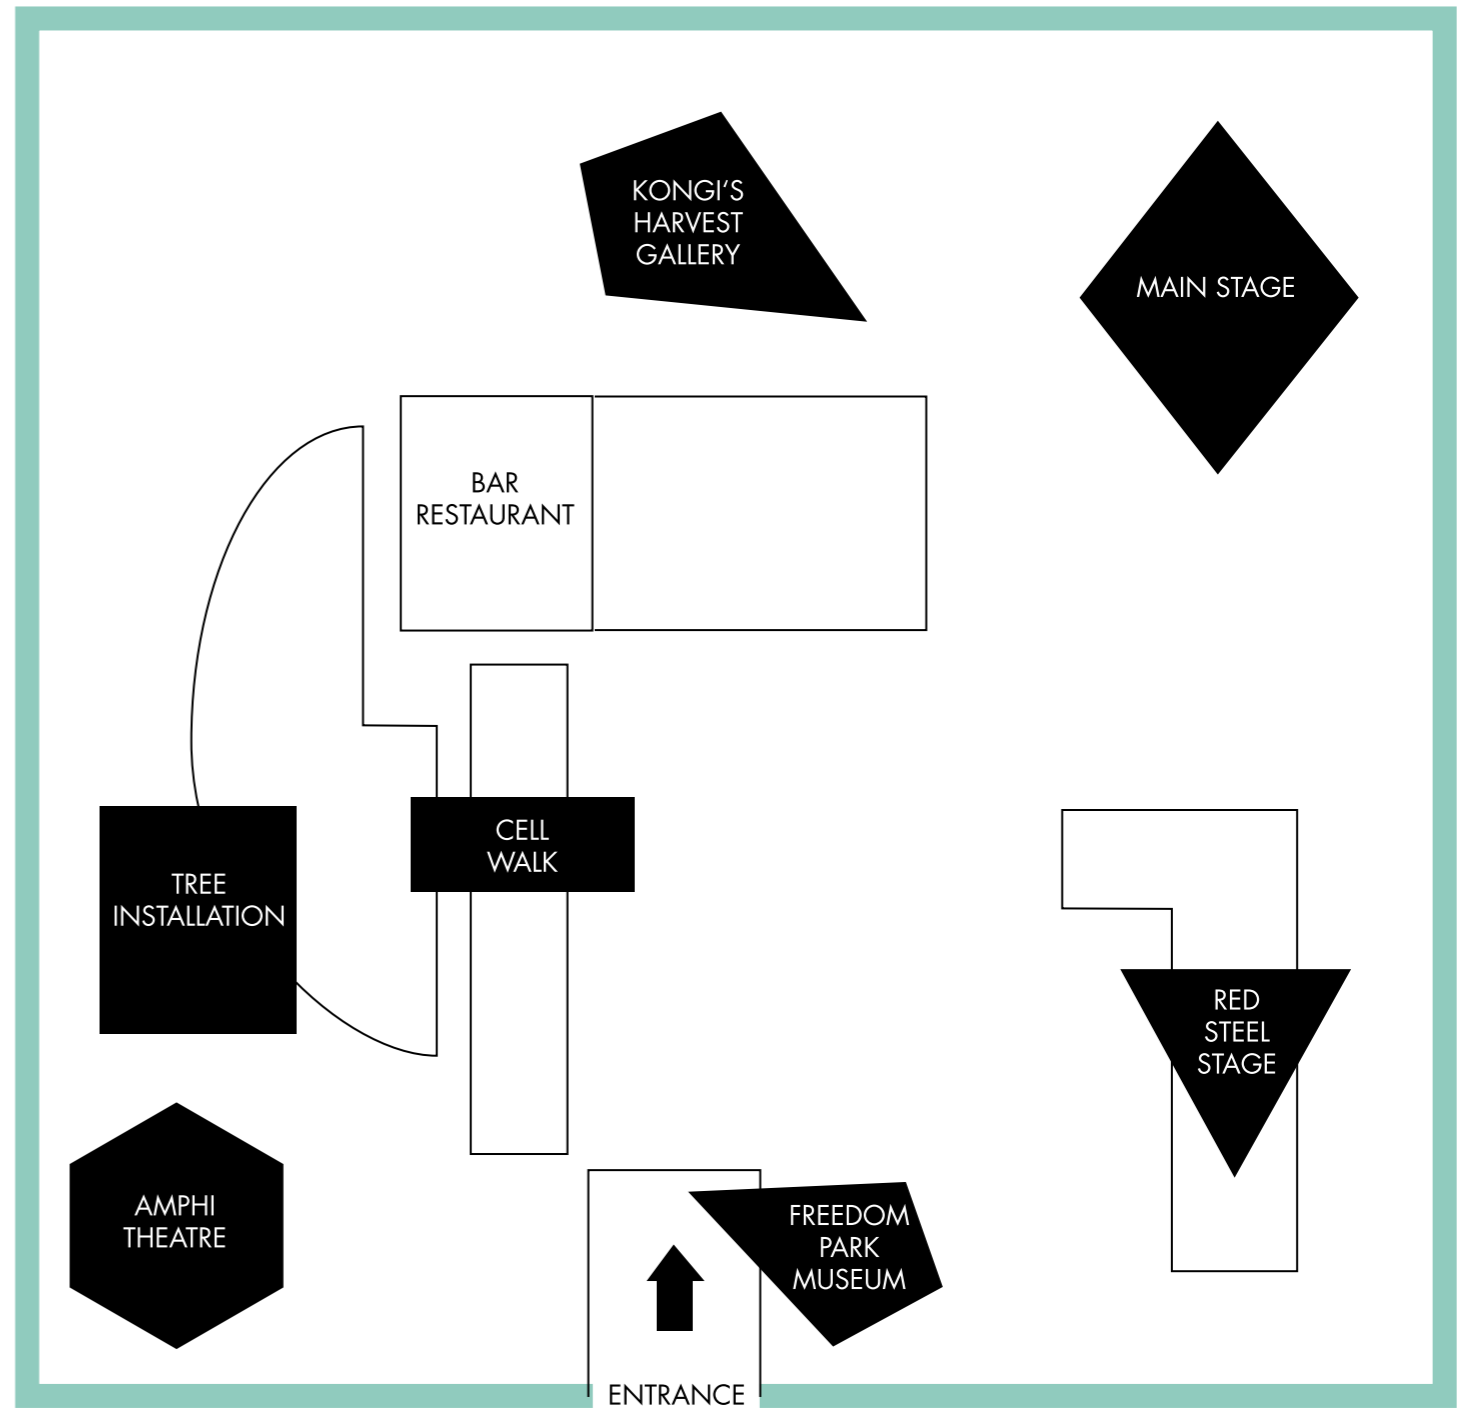 KONGI‘S
HARVEST
GALLERY
MAIN STAGE
BAR
RESTAURANT
CELL
WALK
TREE
INSTALLATION
RED
STEEL
STAGE
AMPHI
THEATRE
FREEDOM
PARK
MUSEUM
ENTRANCE